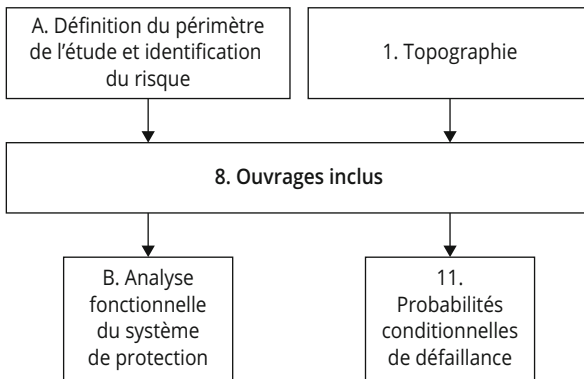 A. Définition du périmètre
de l’étude et identification
du risque
1. Topographie
8. Ouvrages inclus
B. Analyse
fonctionnelle
du système
de protection
11.
Probabilités
conditionnelles
de défaillance